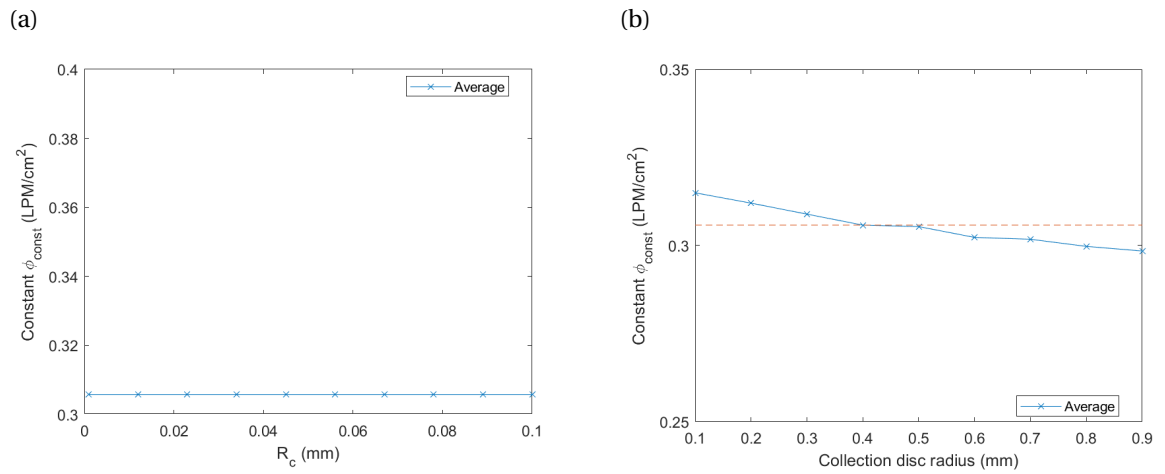 (a)
Constant ϕconst (LPM/cm²)
0.4
0.38
0.36
0.34
0.32
0.3
0 0.02 0.04 0.06 0.08 0.1
Rc (mm)
Average
(b)
Constant ϕconst (LPM/cm²)
0.35
0.3
0.25
0.1 0.2 0.3 0.4 0.5 0.6 0.7 0.8 0.9
Collection disc radius (mm)
Average